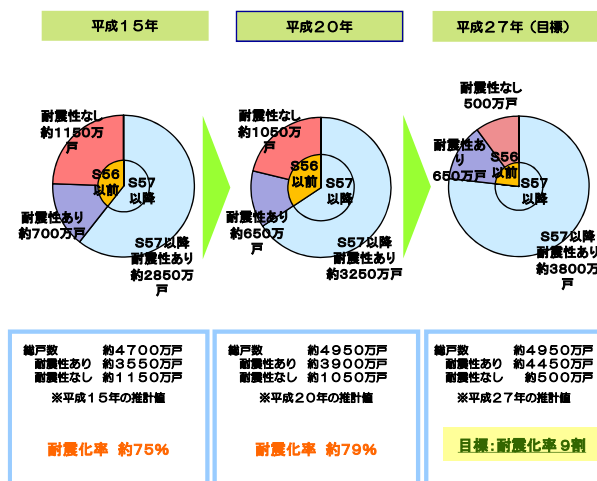 平成15年
平成20年
平成27年(目標)
耐震性なし
約1150万
戸
S56
以前
S57
以降
耐震性あり
約700万戸
S57以降
耐震性あり
約2850万
戸
耐震性なし
約1050万
戸
S56
以前
S57
以降
耐震性あり
約650万
戸
S57以降
耐震性あり
約3250万
戸
耐震性なし
500万戸
耐震性あ
り
650万戸
S56
以前
S57
以降
S57以降
耐震性あり
約3800万
戸
総戸数 約4700万戸
耐震性あり 約3550万戸
耐震性なし 約1150万戸
※平成15年の推計値
耐震化率 約75%
総戸数 約4950万戸
耐震性あり 約3900万戸
耐震性なし 約1050万戸
※平成20年の推計値
耐震化率 約79%
総戸数 約4950万戸
耐震性あり 約4450万戸
耐震性なし 約500万戸
※平成27年の推計値
目標:耐震化率9割